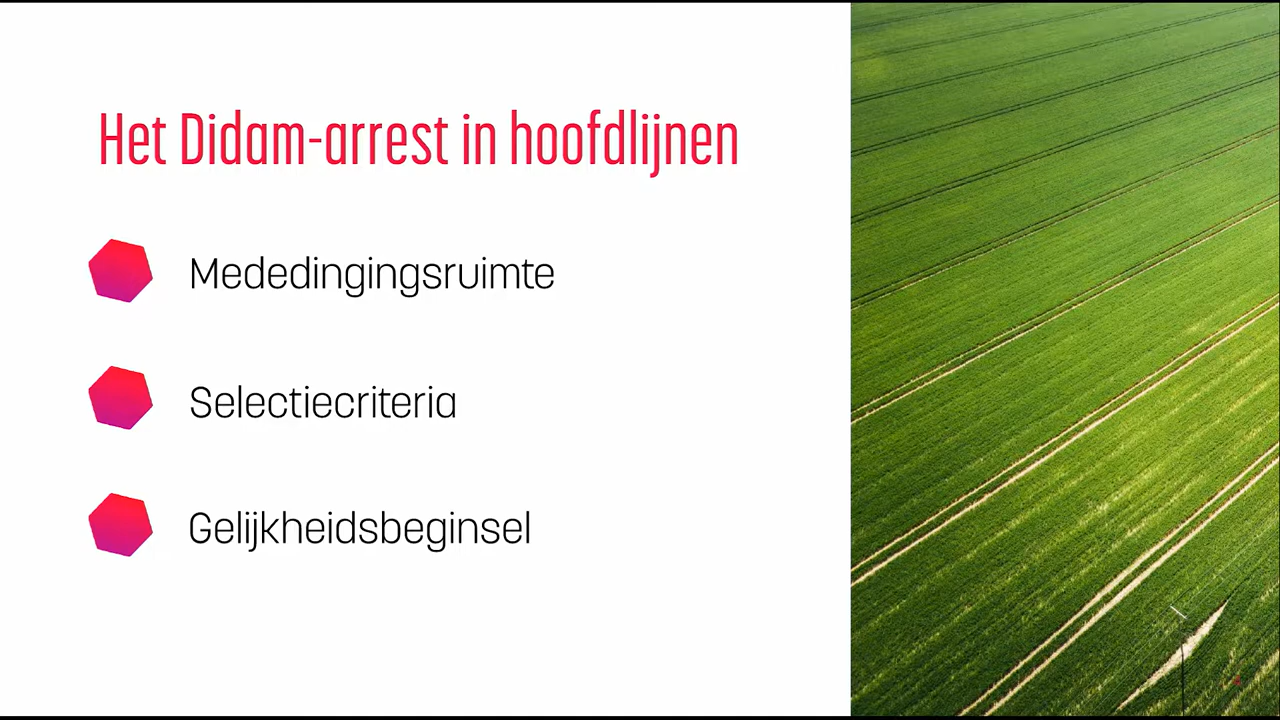 Het Didam-arrest in hoofdlijnen
Mededingingsruimte
Selectiecriteria
Gelijkheidsbeginsel